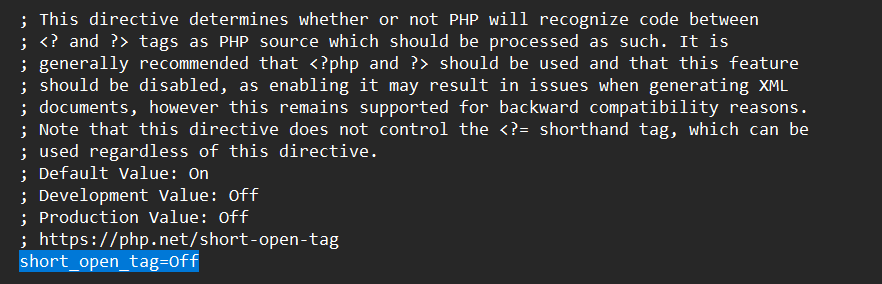 ; This directive determines whether or not PHP will recognize code between
; <? and ?> tags as PHP source which should be processed as such. It is
; generally recommended that <?php and ?> should be used and that this feature
; should be disabled, as enabling it may result in issues when generating XML
; documents, however this remains supported for backward compatibility reasons.
; Note that this directive does not control the <?= shorthand tag, which can be
; used regardless of this directive.
; Default Value: On
; Development Value: Off
; Production Value: Off
; https://php.net/short-open-tag
short_open_tag=Off